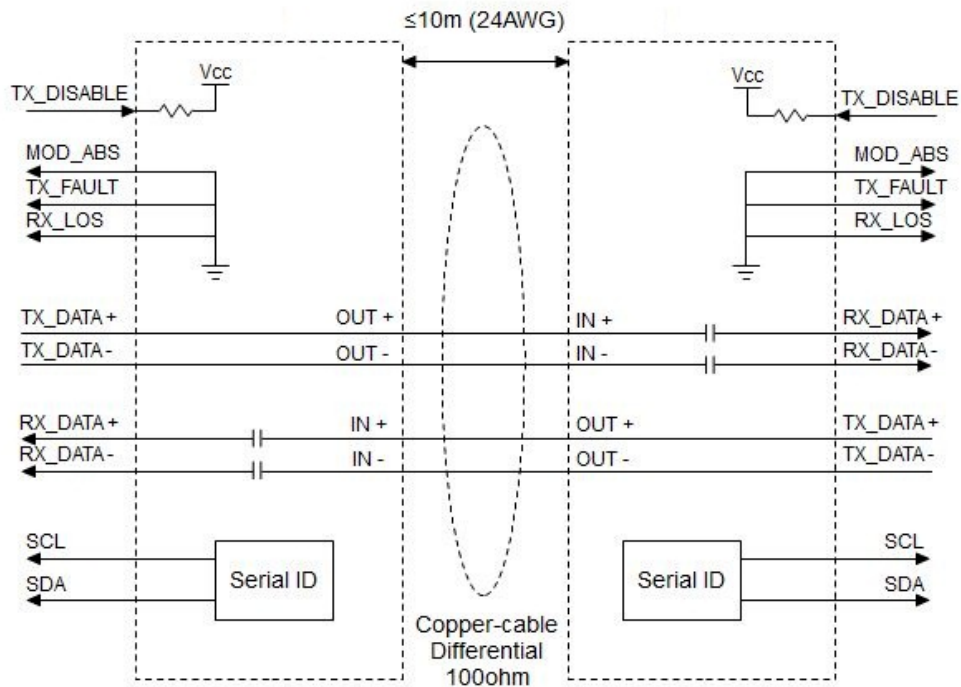 ≤10m (24AWG)
Vcc
Vcc
TX_DISABLE
TX_DISABLE
MOD_ABS
MOD_ABS
TX_FAULT
TX_FAULT
RX_LOS
RX_LOS
TX_DATA+ OUT + IN + RX_DATA+
TX_DATA- OUT - IN - RX_DATA-
RX_DATA+ IN + OUT + TX_DATA+
RX_DATA- IN - OUT - TX_DATA-
SCL
SCL
Serial ID
Serial ID
SDA
SDA
Copper-cable
Differential
100ohm